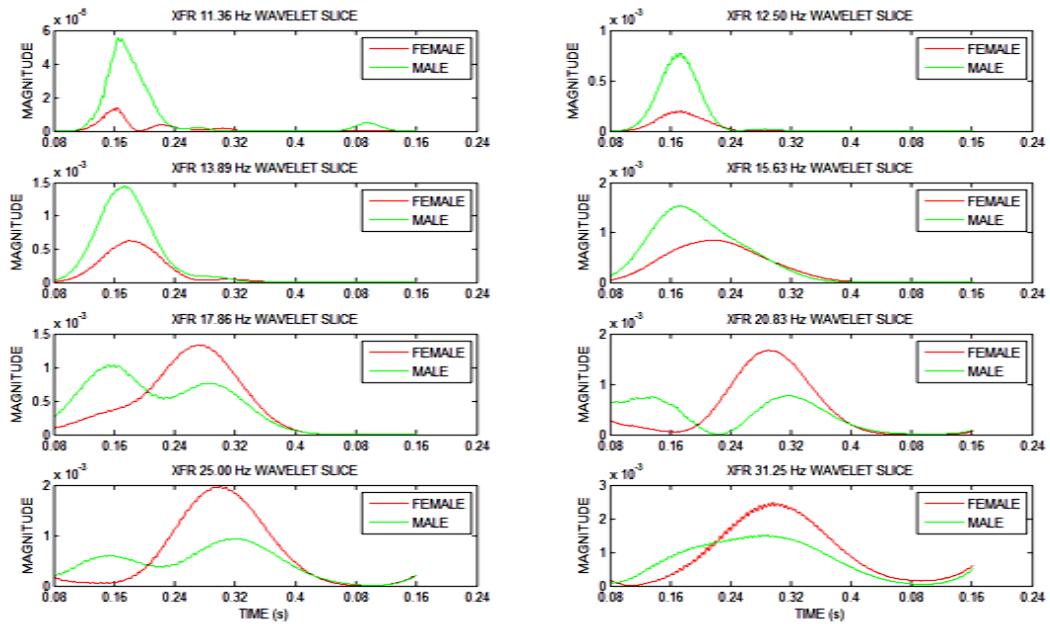 XFR 11.36 Hz WAVELET SLICE
x 10⁻⁵
MAGNITUDE
6
4
2
0
FEMALE
MALE
0.08 0.16 0.24 0.32 0.4 0.08 0.16 0.24
XFR 12.50 Hz WAVELET SLICE
x 10⁻³
MAGNITUDE
1
0.5
0
FEMALE
MALE
0.08 0.16 0.24 0.32 0.4 0.08 0.16 0.24
XFR 13.89 Hz WAVELET SLICE
x 10⁻³
MAGNITUDE
1.5
1
0.5
0
FEMALE
MALE
0.08 0.16 0.24 0.32 0.4 0.08 0.16 0.24
XFR 15.63 Hz WAVELET SLICE
x 10⁻³
MAGNITUDE
2
1
0
FEMALE
MALE
0.08 0.16 0.24 0.32 0.4 0.08 0.16 0.24
XFR 17.86 Hz WAVELET SLICE
x 10⁻³
MAGNITUDE
1.5
1
0.5
0
FEMALE
MALE
0.08 0.16 0.24 0.32 0.4 0.08 0.16 0.24
XFR 20.83 Hz WAVELET SLICE
x 10⁻³
MAGNITUDE
2
1
0
FEMALE
MALE
0.08 0.16 0.24 0.32 0.4 0.08 0.16 0.24
XFR 25.00 Hz WAVELET SLICE
x 10⁻³
MAGNITUDE
2
1
0
FEMALE
MALE
0.08 0.16 0.24 0.32 0.4 0.08 0.16 0.24
TIME (s)
XFR 31.25 Hz WAVELET SLICE
x 10⁻³
MAGNITUDE
3
2
1
0
FEMALE
MALE
0.08 0.16 0.24 0.32 0.4 0.08 0.16 0.24
TIME (s)